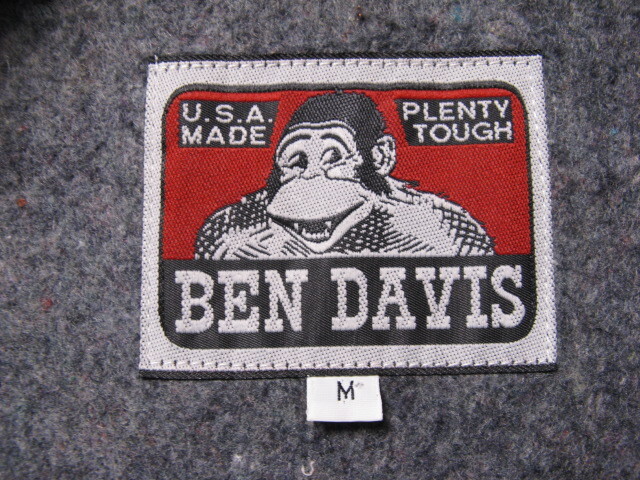 U.S.A.
MADE
PLENTY
TOUGH
BEN DAVIS
M